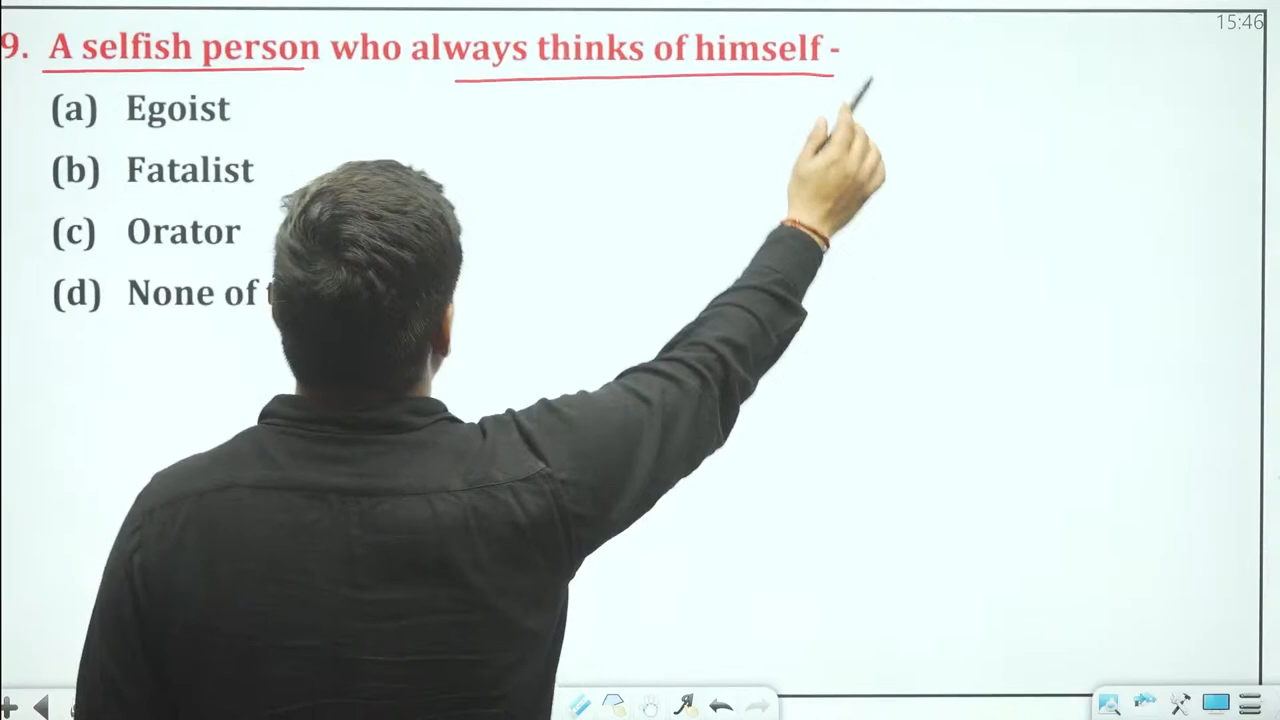 15:46
9. A selfish person who always thinks of himself -
(a) Egoist
(b) Fatalist
(c) Orator
(d) None of